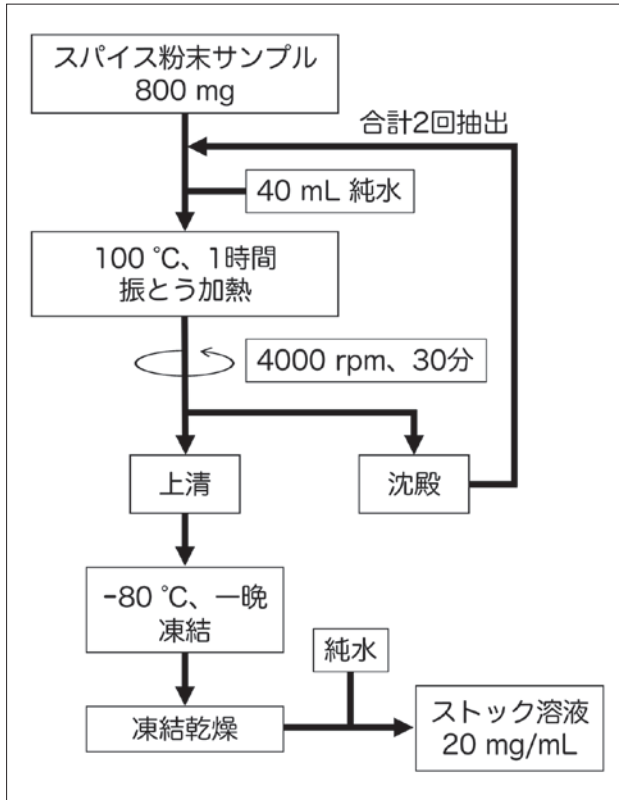 スパイス粉末サンプル
800 mg
合計2回抽出
40 mL 純水
100 ℃、1時間
振とう加熱
4000 rpm、30分
上清
沈殿
-80 ℃、一晩
凍結
純水
凍結乾燥
ストック溶液
20 mg/mL